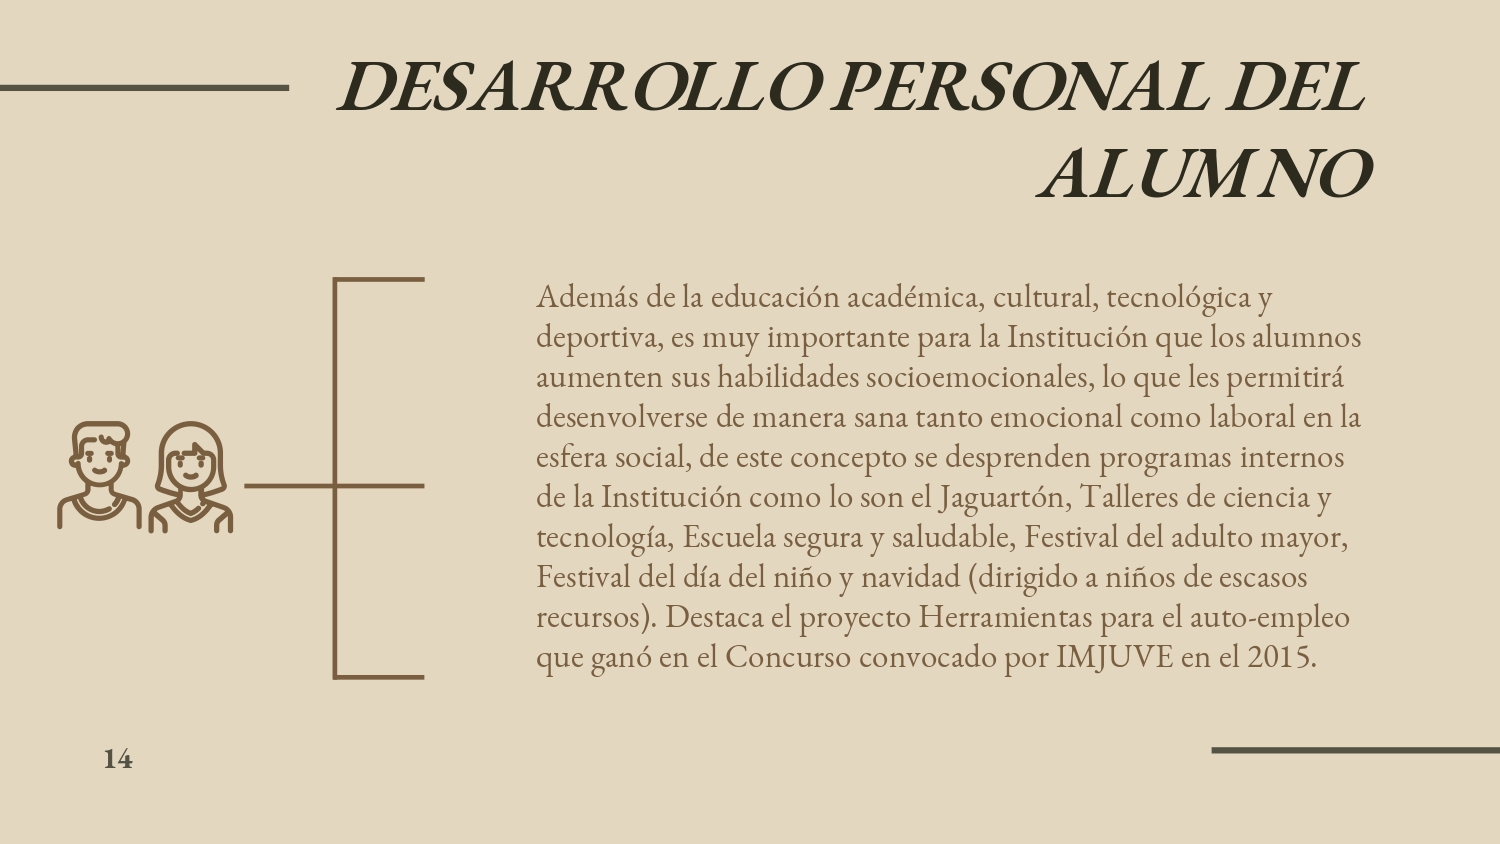 DESARROLLO PERSONAL DEL
ALUMNO
Además de la educación académica, cultural, tecnológica y
deportiva, es muy importante para la Institución que los alumnos
aumenten sus habilidades socioemocionales, lo que les permitirá
desenvolverse de manera sana tanto emocional como laboral en la
esfera social, de este concepto se desprenden programas internos
de la Institución como lo son el Jaguartón, Talleres de ciencia y
tecnología, Escuela segura y saludable, Festival del adulto mayor,
Festival del día del niño y navidad (dirigido a niños de escasos
recursos). Destaca el proyecto Herramientas para el auto-empleo
que ganó en el Concurso convocado por IMJUVE en el 2015.
14